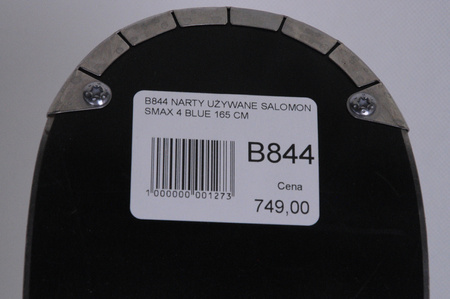 B844 NARTY UŻYWANE SALOMON
SMAX 4 BLUE 165 CM
B844
1 000000 001273
Cena
749,00